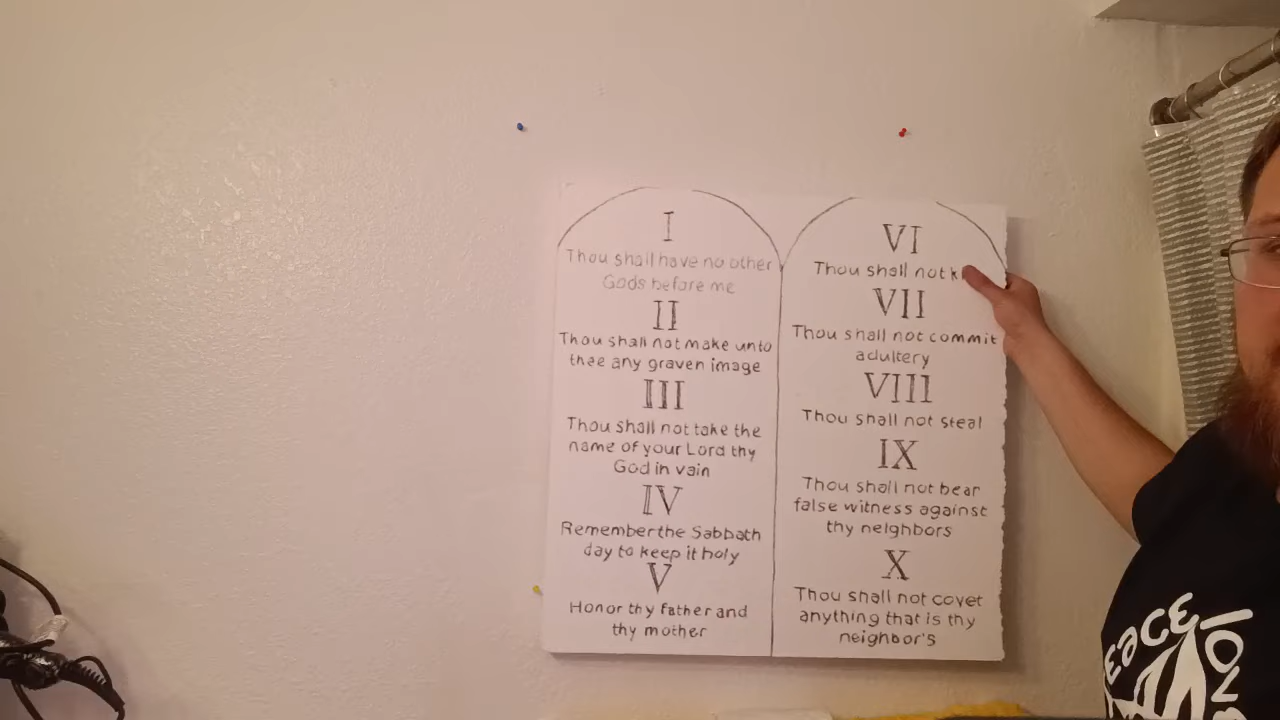 I
Thou shall have no other
Gods before me
II
Thou shall not make unto
thee any graven image
III
Thou shall not take the
name of your Lord thy
God in vain
IV
Remember the Sabbath
day to keep it holy
V
Honor thy father and
thy mother
VI
Thou shall not k
VII
Thou shall not commit
adultery
VIII
Thou shall not steal
IX
Thou shall not bear
false witness against
thy neighbors
X
Thou shall not covet
anything that is thy
neighbor's
eace